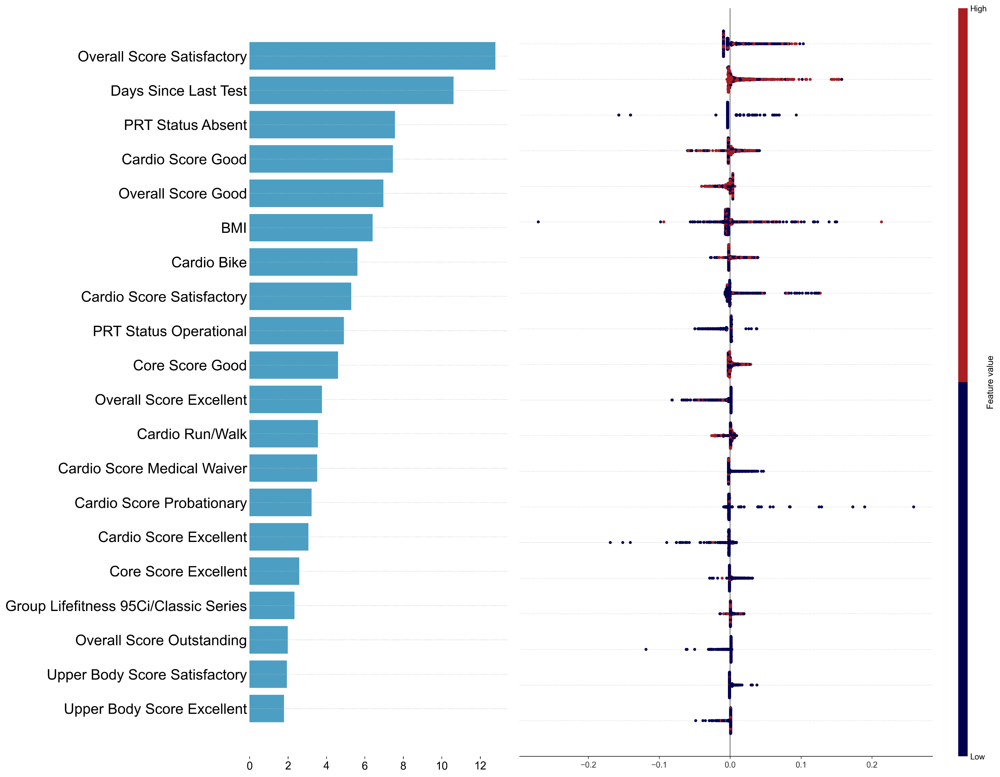 High
Overall Score Satisfactory
Days Since Last Test
PRT Status Absent
Cardio Score Good
Overall Score Good
BMI
Cardio Bike
Cardio Score Satisfactory
PRT Status Operational
Core Score Good
Overall Score Excellent
Cardio Run/Walk
Cardio Score Medical Waiver
Cardio Score Probationary
Cardio Score Excellent
Core Score Excellent
Group Lifefitness 95Ci/Classic Series
Overall Score Outstanding
Upper Body Score Satisfactory
Upper Body Score Excellent
Feature value
Low
0 2 4 6 8 10 12
−0.2 −0.1 0.0 0.1 0.2